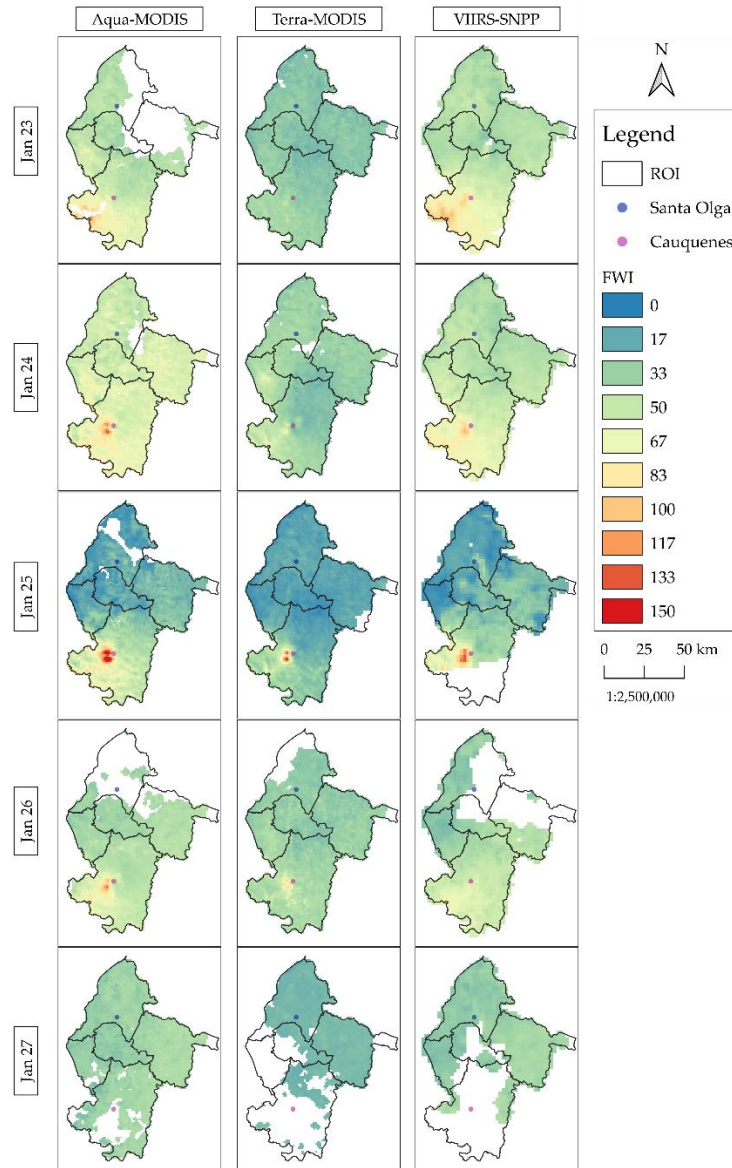 Aqua-MODIS
Terra-MODIS
VIIRS-SNPP
Jan 23
Jan 24
Jan 25
Jan 26
Jan 27
N
Legend
ROI
Santa Olga
Cauquenes
FWI
0
17
33
50
67
83
100
117
133
150
0 25 50 km
1:2,500,000